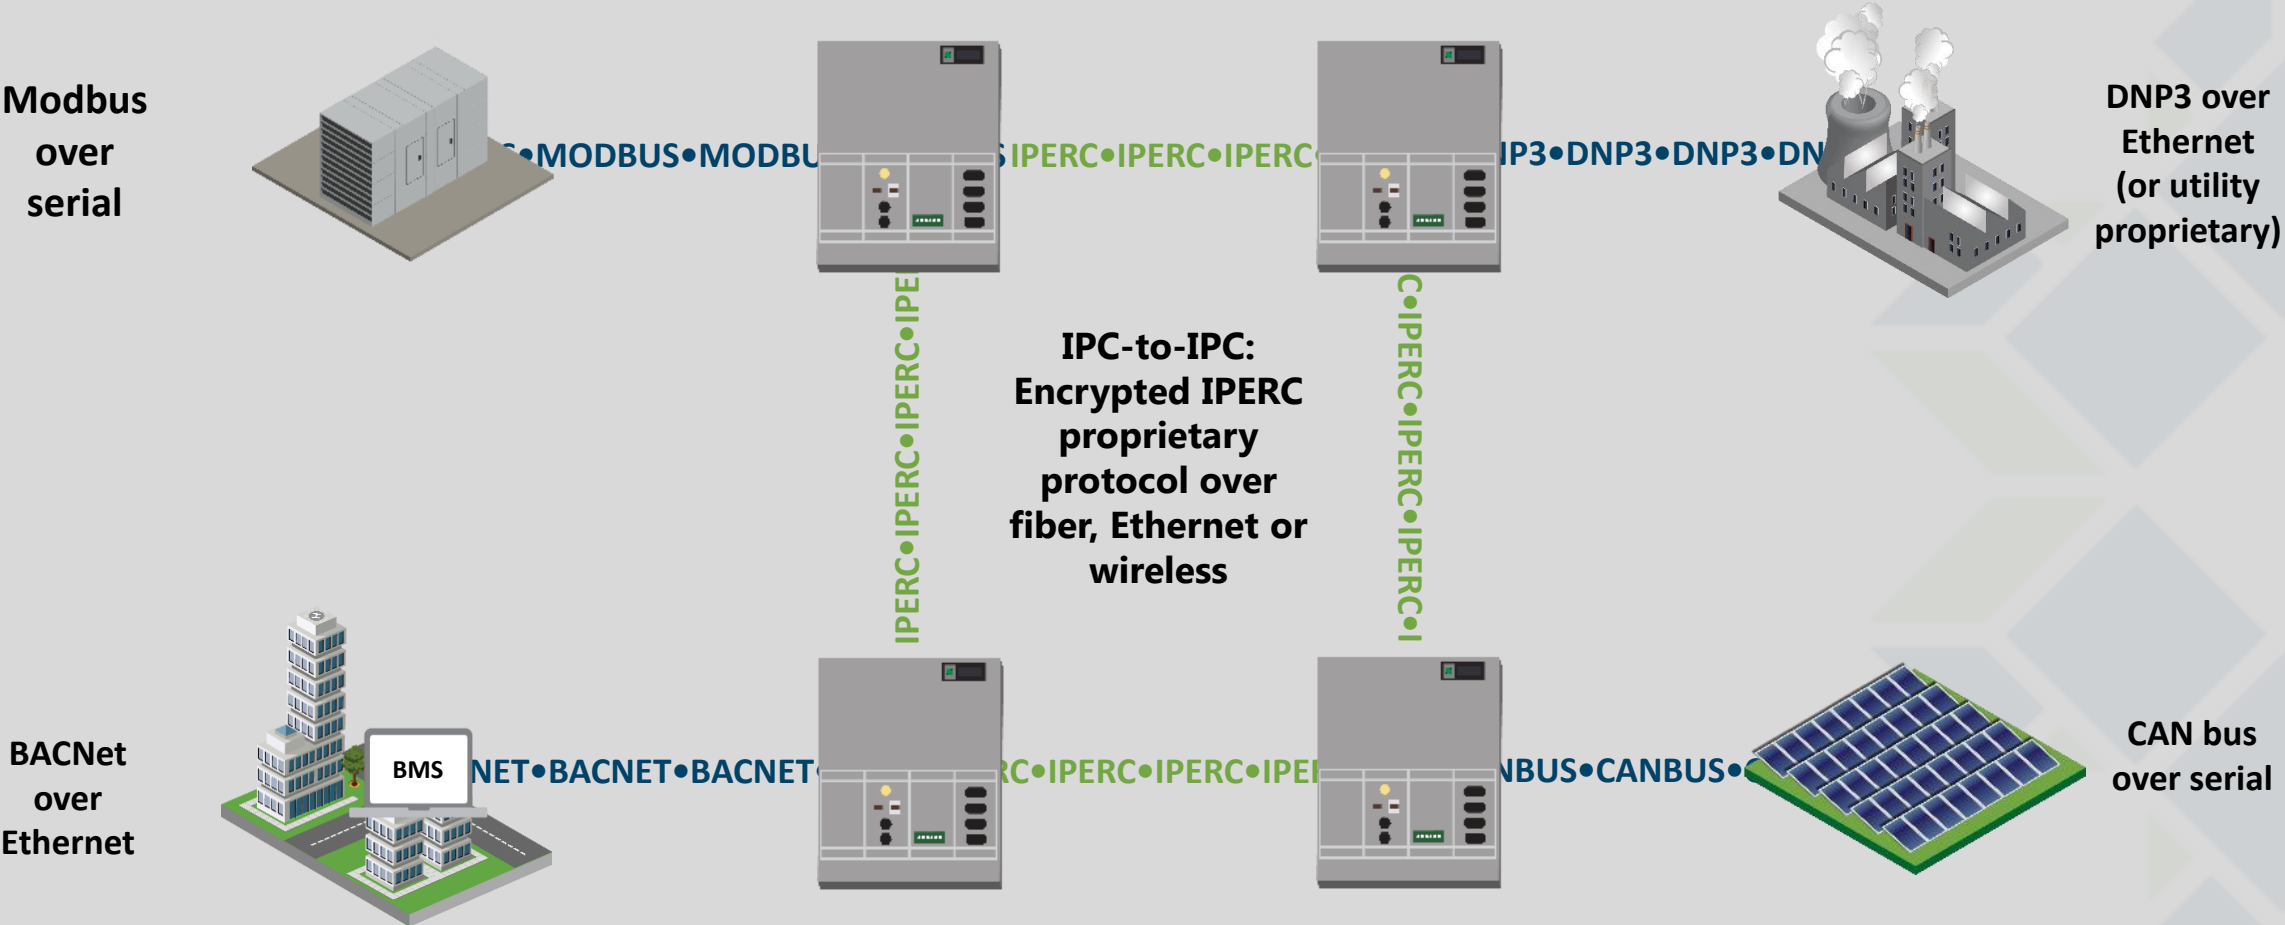 Modbus
over
serial
S•MODBUS•MODBU
S IPERC•IPERC•IPERC•
NP3•DNP3•DNP3•DN
DNP3 over
Ethernet
(or utility
proprietary)
IPERC•IPERC•IPERC•IPE
IPC-to-IPC:
Encrypted IPERC
proprietary
protocol over
fiber, Ethernet or
wireless
C•IPERC•IPERC•IPERC•I
BACNet
over
Ethernet
BMS
NET•BACNET•BACNET•
RC•IPERC•IPERC•IPE
NBUS•CANBUS•
CAN bus
over serial